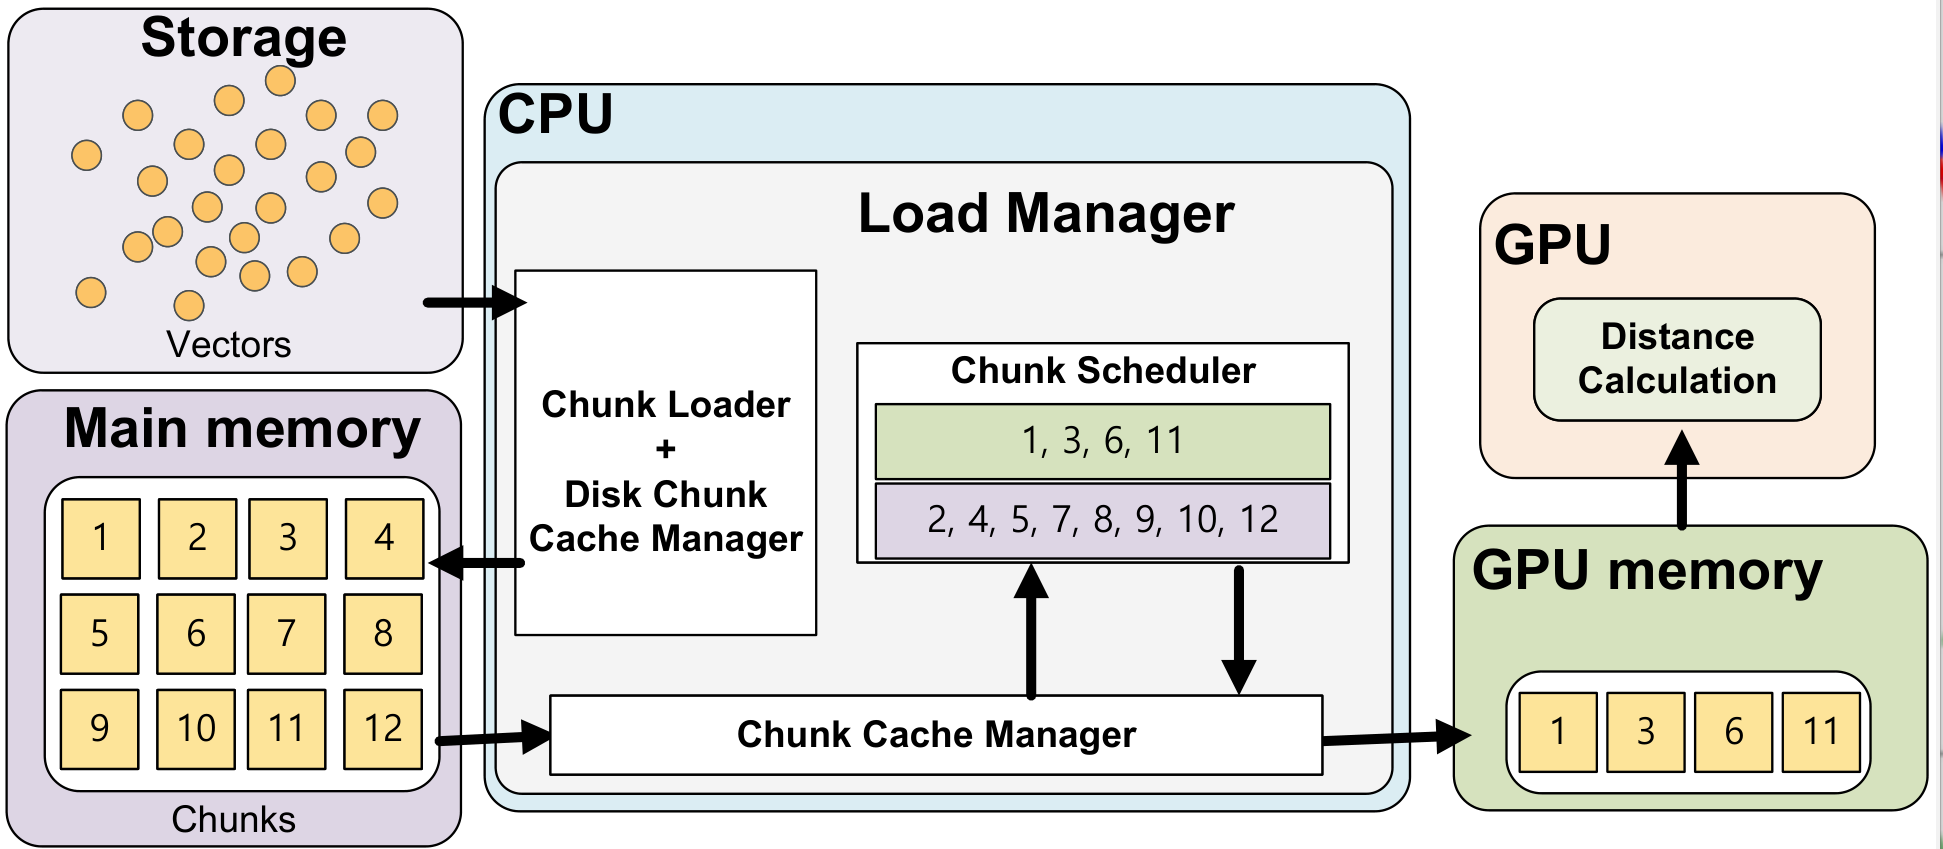 Storage
Vectors
Main memory
1 2 3 4
5 6 7 8
9 10 11 12
Chunks
CPU
Load Manager
Chunk Loader
+
Disk Chunk
Cache Manager
Chunk Scheduler
1, 3, 6, 11
2, 4, 5, 7, 8, 9, 10, 12
Chunk Cache Manager
GPU
Distance
Calculation
GPU memory
1 3 6 11